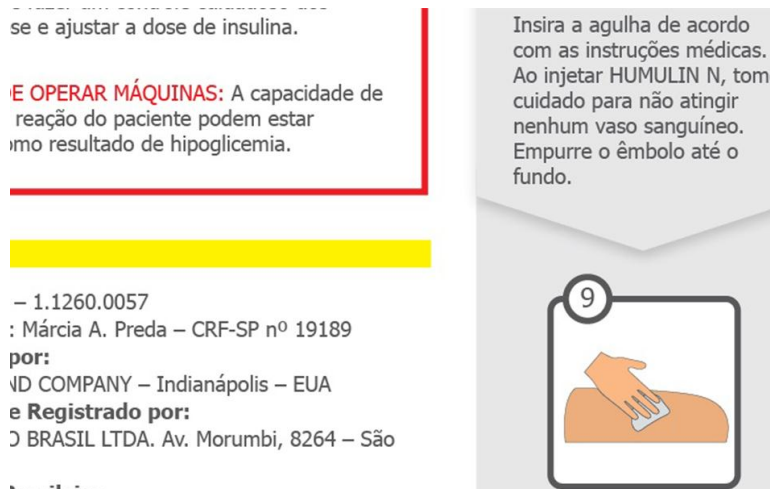 se e ajustar a dose de insulina.
E OPERAR MÁQUINAS: A capacidade de
reação do paciente podem estar
omo resultado de hipoglicemia.
– 1.1260.0057
: Márcia A. Preda – CRF-SP nº 19189
por:
ND COMPANY – Indianápolis – EUA
e Registrado por:
O BRASIL LTDA. Av. Morumbi, 8264 – São
Insira a agulha de acordo
com as instruções médicas.
Ao injetar HUMULIN N, tom
cuidado para não atingir
nenhum vaso sanguíneo.
Empurre o êmbolo até o
fundo.
9